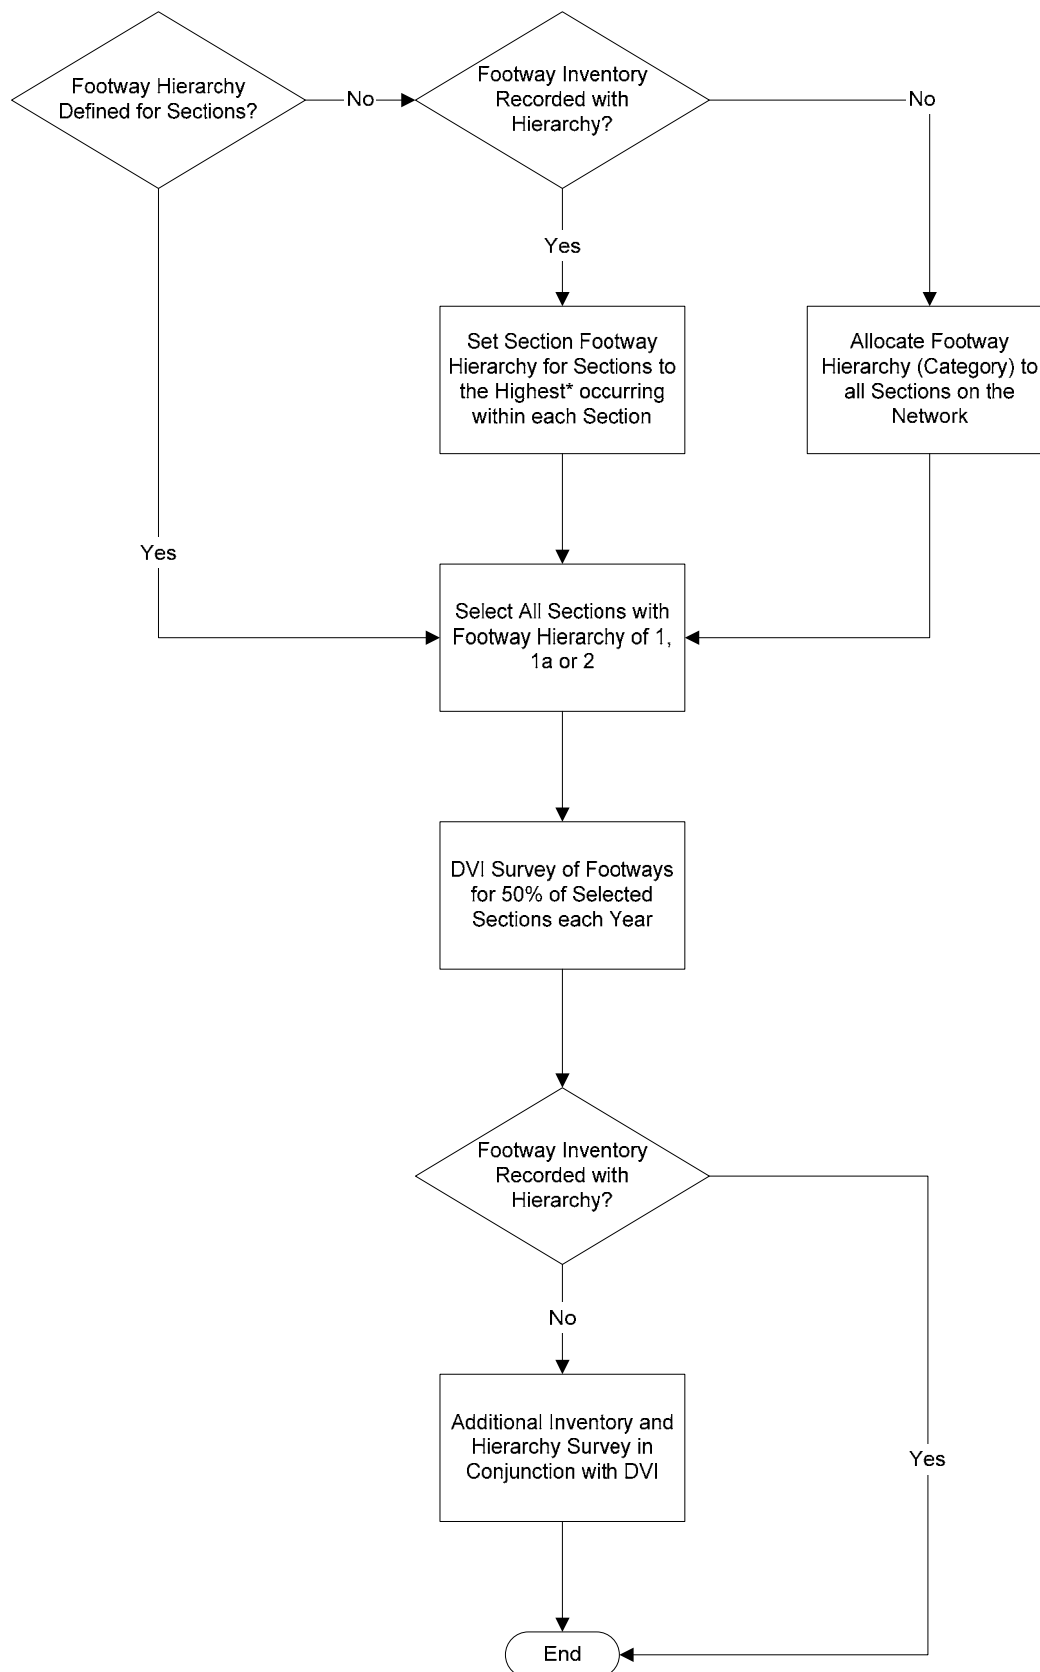 Footway Hierarchy
Defined for Sections?
No
Footway Inventory
Recorded with
Hierarchy?
No
Yes
Set Section Footway
Hierarchy for Sections to
the Highest* occurring
within each Section
Allocate Footway
Hierarchy (Category) to
all Sections on the
Network
Yes
Select All Sections with
Footway Hierarchy of 1,
1a or 2
DVI Survey of Footways
for 50% of Selected
Sections each Year
Footway Inventory
Recorded with
Hierarchy?
No
Additional Inventory and
Hierarchy Survey in
Conjunction with DVI
Yes
End